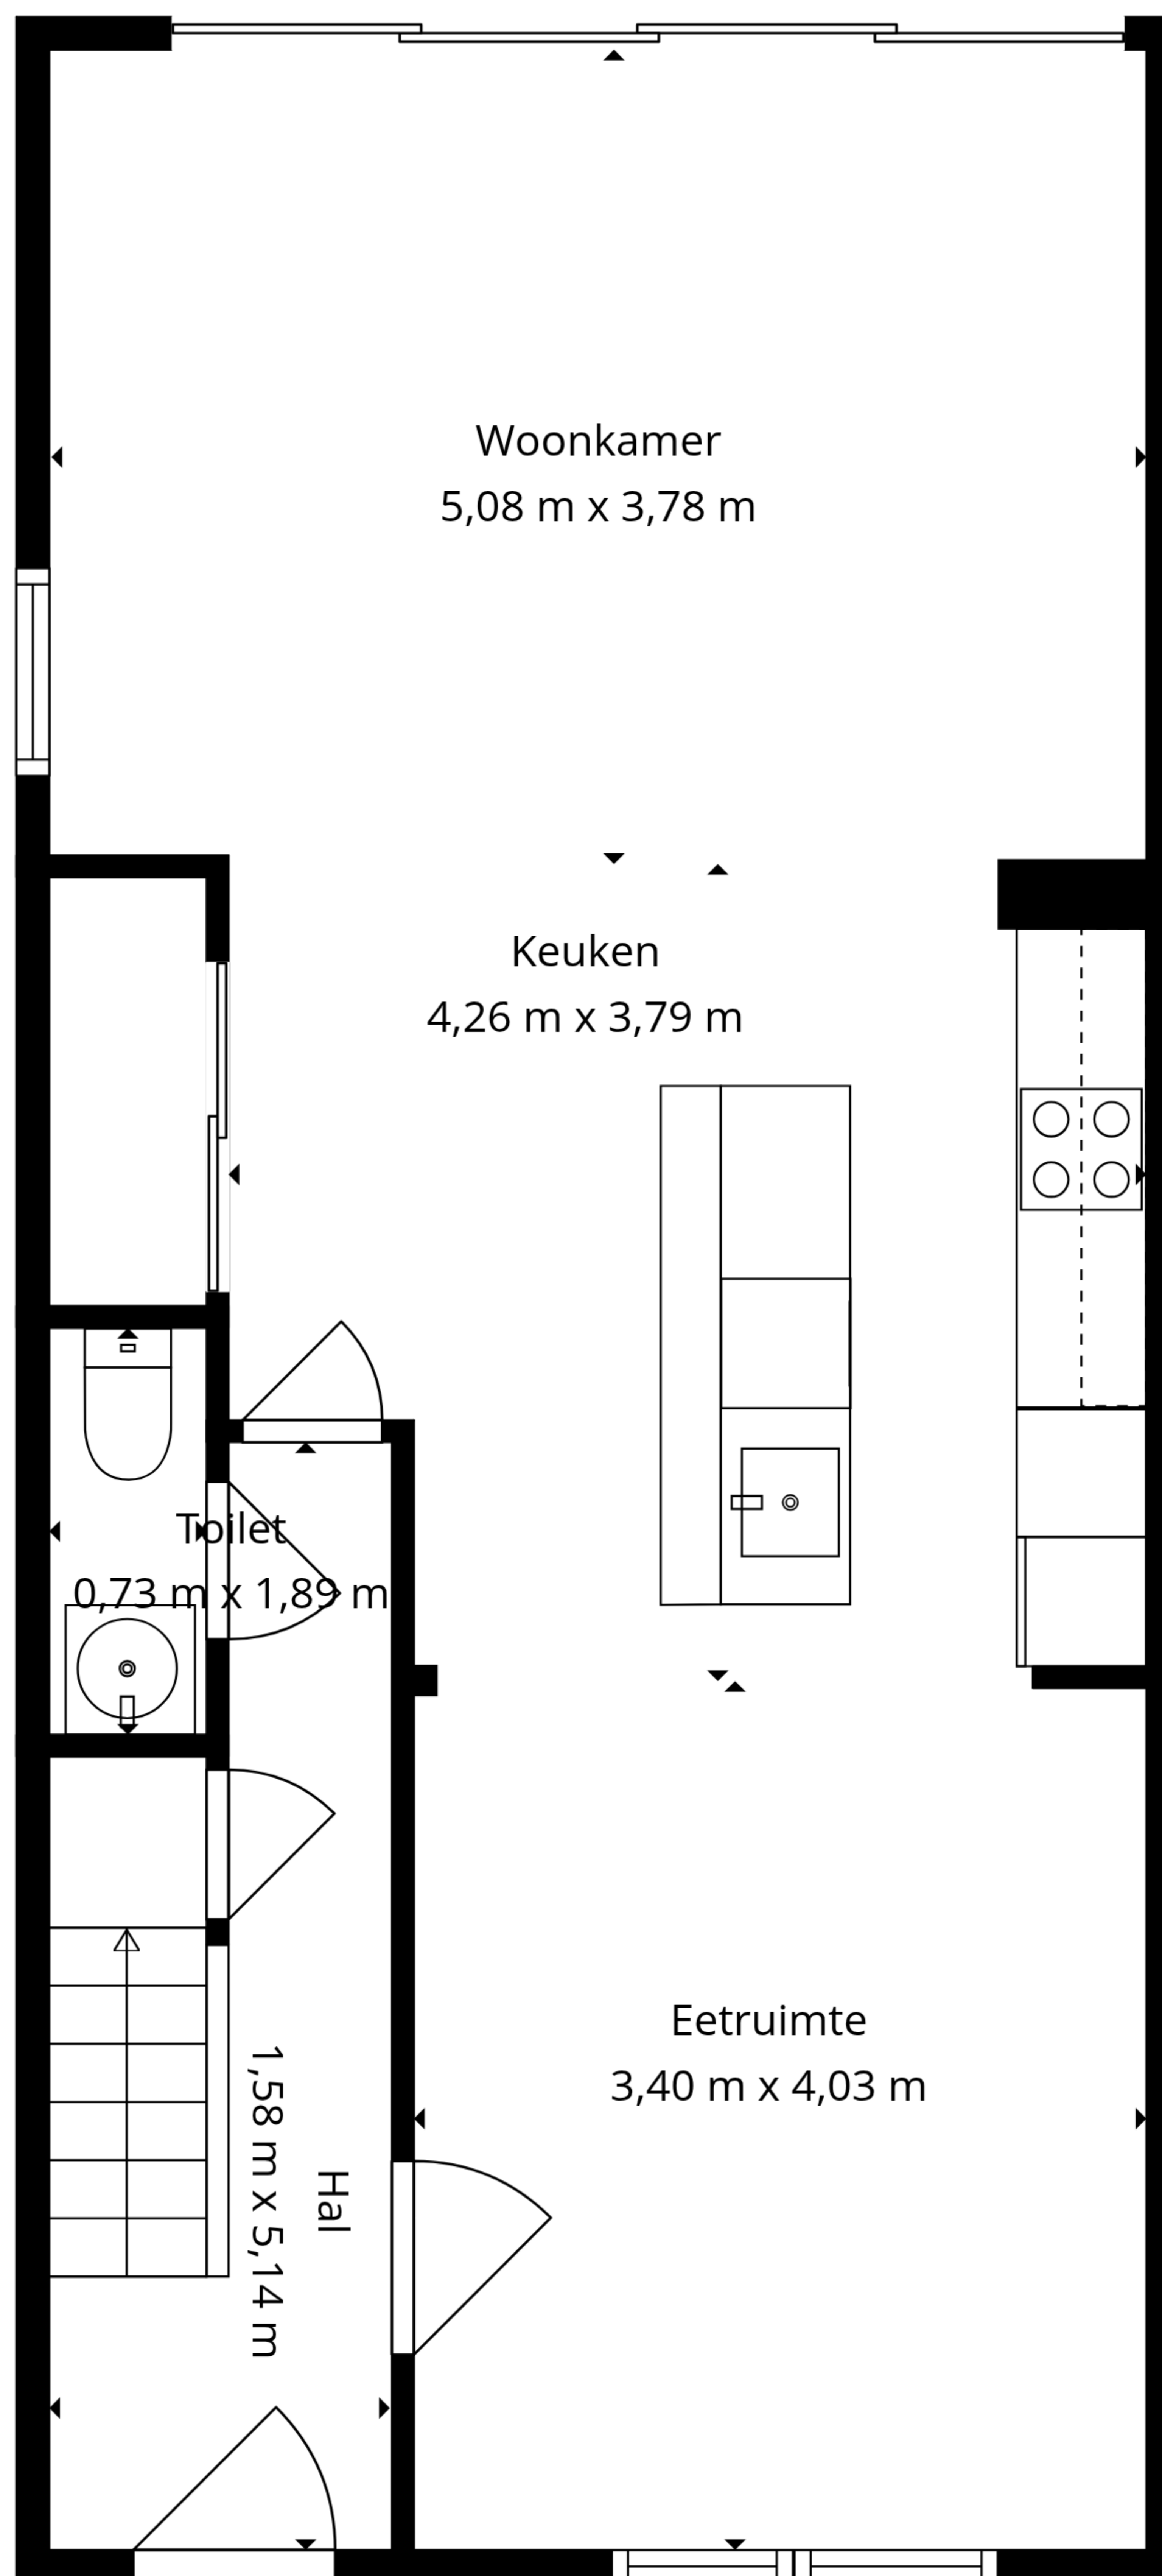 Woonkamer
5,08 m x 3,78 m
Keuken
4,26 m x 3,79 m
Toilet
0,73 m x 1,89 m
Eetruimte
3,40 m x 4,03 m
Hal
1,58 m x 5,14 m